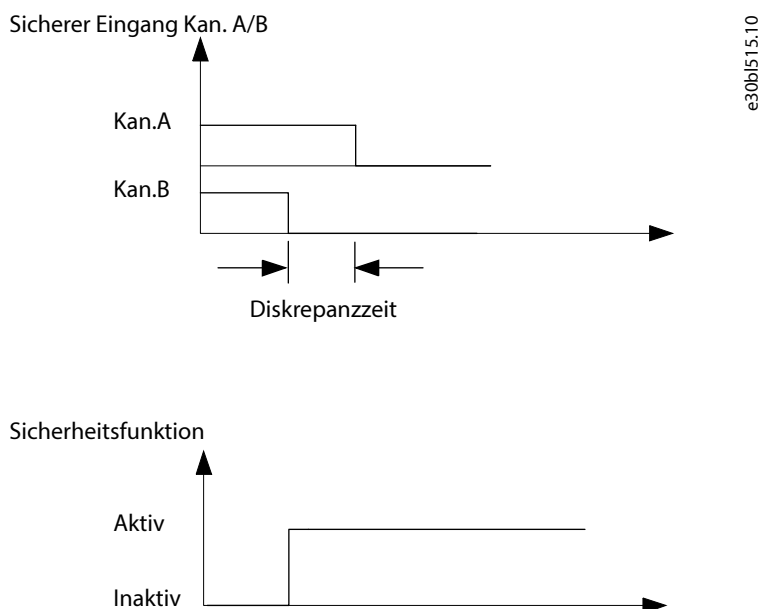 Sicherer Eingang Kan. A/B
e30bl515.10
Kan.A
Kan.B
Diskrepanzzeit
Sicherheitsfunktion
Aktiv
Inaktiv